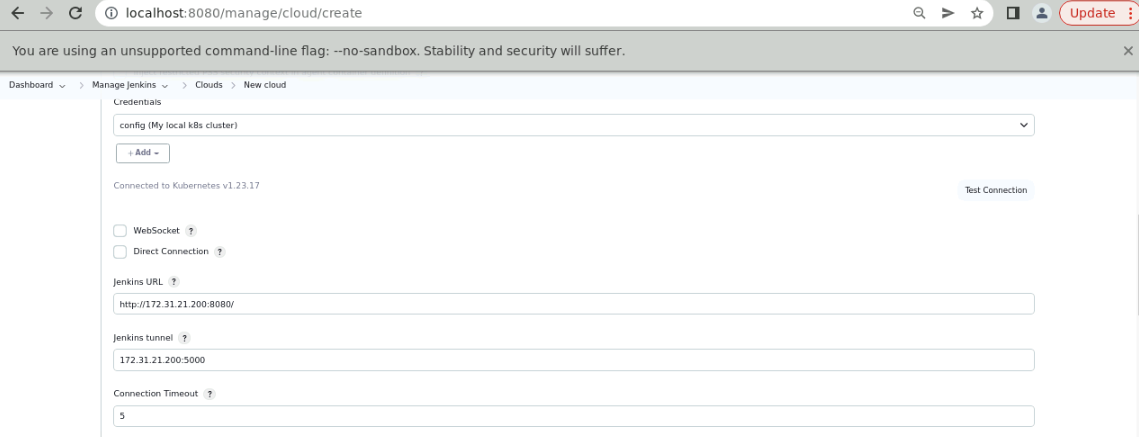 localhost:8080/manage/cloud/create
Update
You are using an unsupported command-line flag: --no-sandbox. Stability and security will suffer.
Dashboard Manage Jenkins Clouds New cloud
Credentials
config (My local k8s cluster)
+ Add
Connected to Kubernetes v1.23.17
Test Connection
WebSocket ?
Direct Connection ?
Jenkins URL ?
http://172.31.21.200:8080/
Jenkins tunnel ?
172.31.21.200:5000
Connection Timeout ?
5